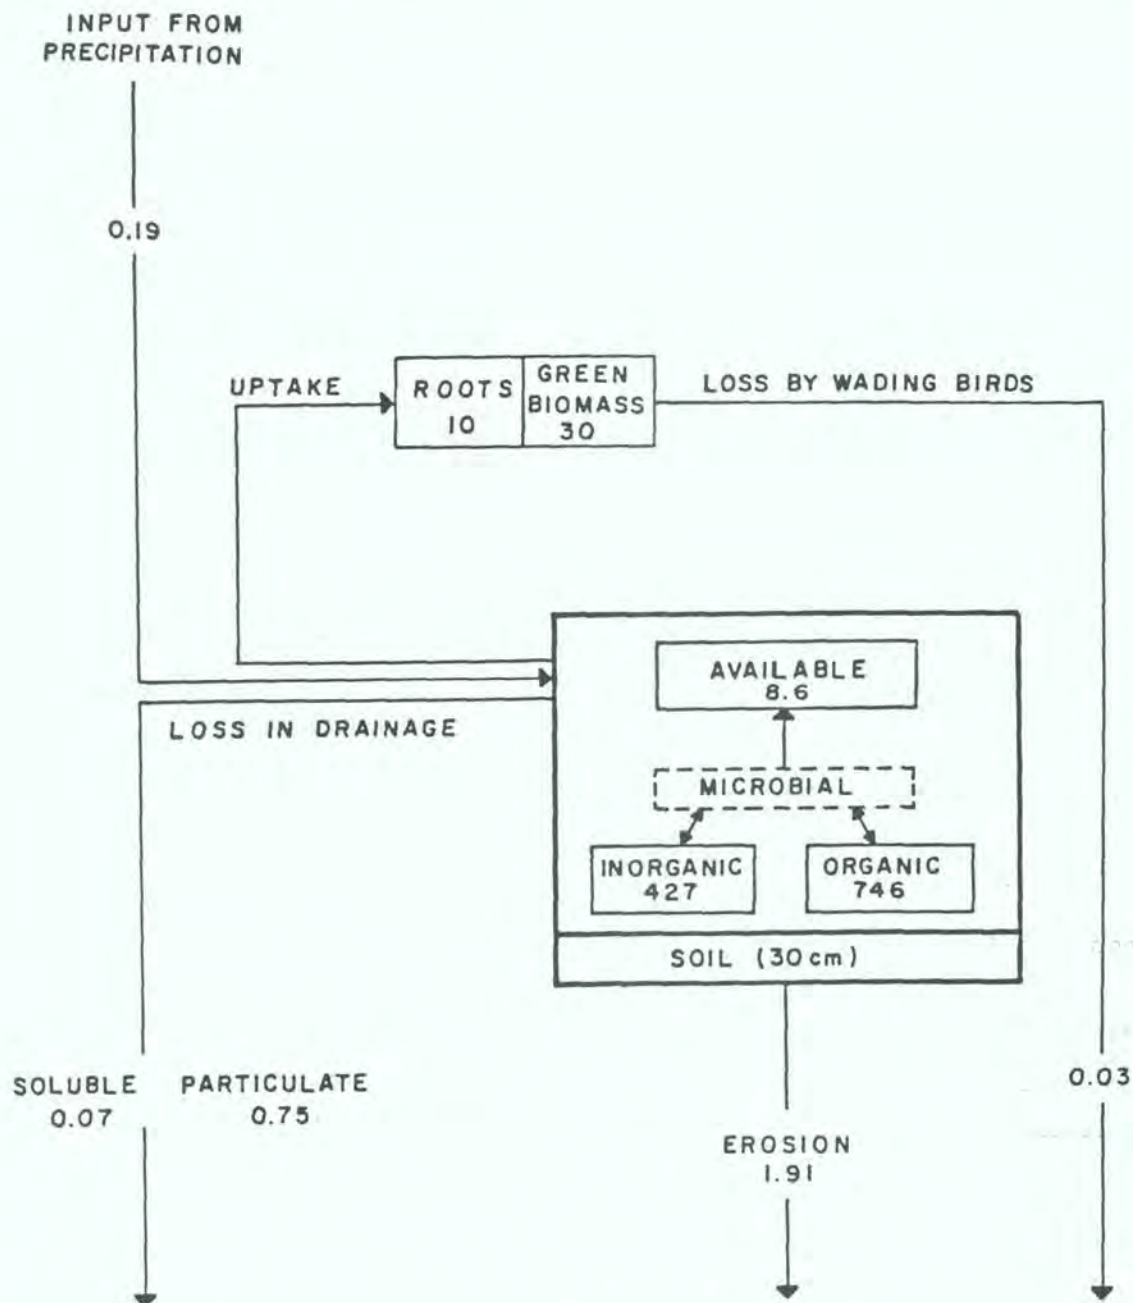 INPUT FROM
PRECIPITATION
0.19
UPTAKE
ROOTS
10
GREEN
BIOMASS
30
LOSS BY WADING BIRDS
AVAILABLE
8.6
LOSS IN DRAINAGE
MICROBIAL
INORGANIC
427
ORGANIC
746
SOIL (30cm)
SOLUBLE
0.07
PARTICULATE
0.75
0.03
EROSION
1.91